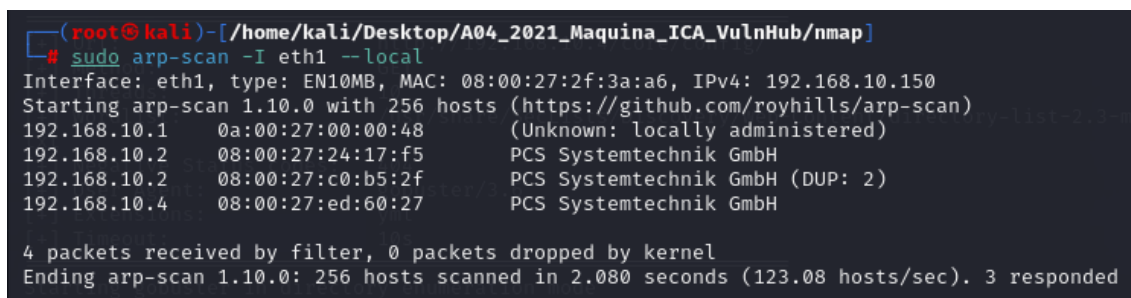 ┌──(root㉿kali)-[/home/kali/Desktop/A04_2021_Maquina_ICA_VulnHub/nmap]
└─# sudo arp-scan -I eth1 --local
Interface: eth1, type: EN10MB, MAC: 08:00:27:2f:3a:a6, IPv4: 192.168.10.150
Starting arp-scan 1.10.0 with 256 hosts (https://github.com/royhills/arp-scan)
192.168.10.1    0a:00:27:00:00:48       (Unknown: locally administered)
192.168.10.2    08:00:27:24:17:f5       PCS Systemtechnik GmbH
192.168.10.2    08:00:27:c0:b5:2f       PCS Systemtechnik GmbH (DUP: 2)
192.168.10.4    08:00:27:ed:60:27       PCS Systemtechnik GmbH

4 packets received by filter, 0 packets dropped by kernel
Ending arp-scan 1.10.0: 256 hosts scanned in 2.080 seconds (123.08 hosts/sec). 3 responded